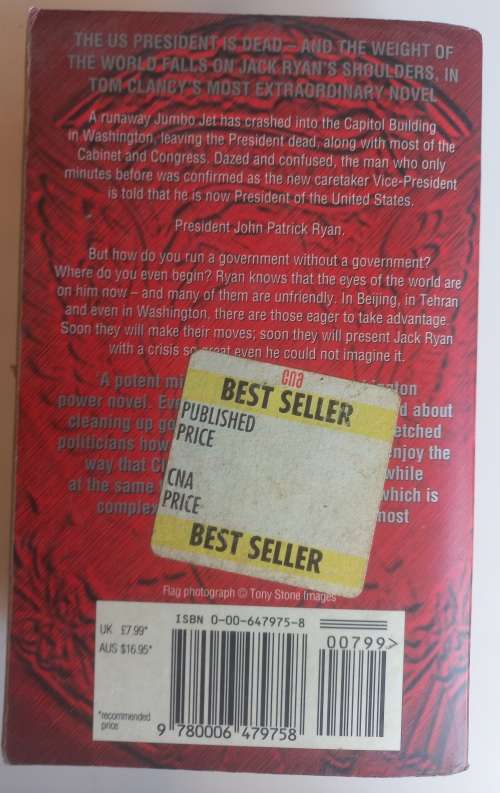 THE US PRESIDENT IS DEAD – AND THE WEIGHT OF
THE WORLD FALLS ON JACK RYAN'S SHOULDERS, IN
TOM CLANCY'S MOST EXTRAORDINARY NOVEL
A runaway Jumbo Jet has crashed into the Capitol Building
in Washington, leaving the President dead, along with most of the
Cabinet and Congress. Dazed and confused, the man who only
minutes before was confirmed as the new caretaker Vice-President
is told that he is now President of the United States.
President John Patrick Ryan.
But how do you run a government without a government?
Where do you even begin? Ryan knows that the eyes of the world are
on him now – and many of them are unfriendly. In Beijing, in Tehran
and even in Washington, there are those eager to take advantage.
Soon they will make their moves; soon they will present Jack Ryan
with a crisis so great even he could not imagine it.
'A potent
power novel.
about
cleaning up
politicians how
enjoy the
way that
while
at the same
which is
most
cna
BEST SELLER
PUBLISHED
PRICE
CNA
PRICE
BEST SELLER
Flag photograph © Tony Stone Images
ISBN 0-00-647975-8
UK £7.99*
AUS $16.95*
00799>
*recommended
price
9 780006 479758